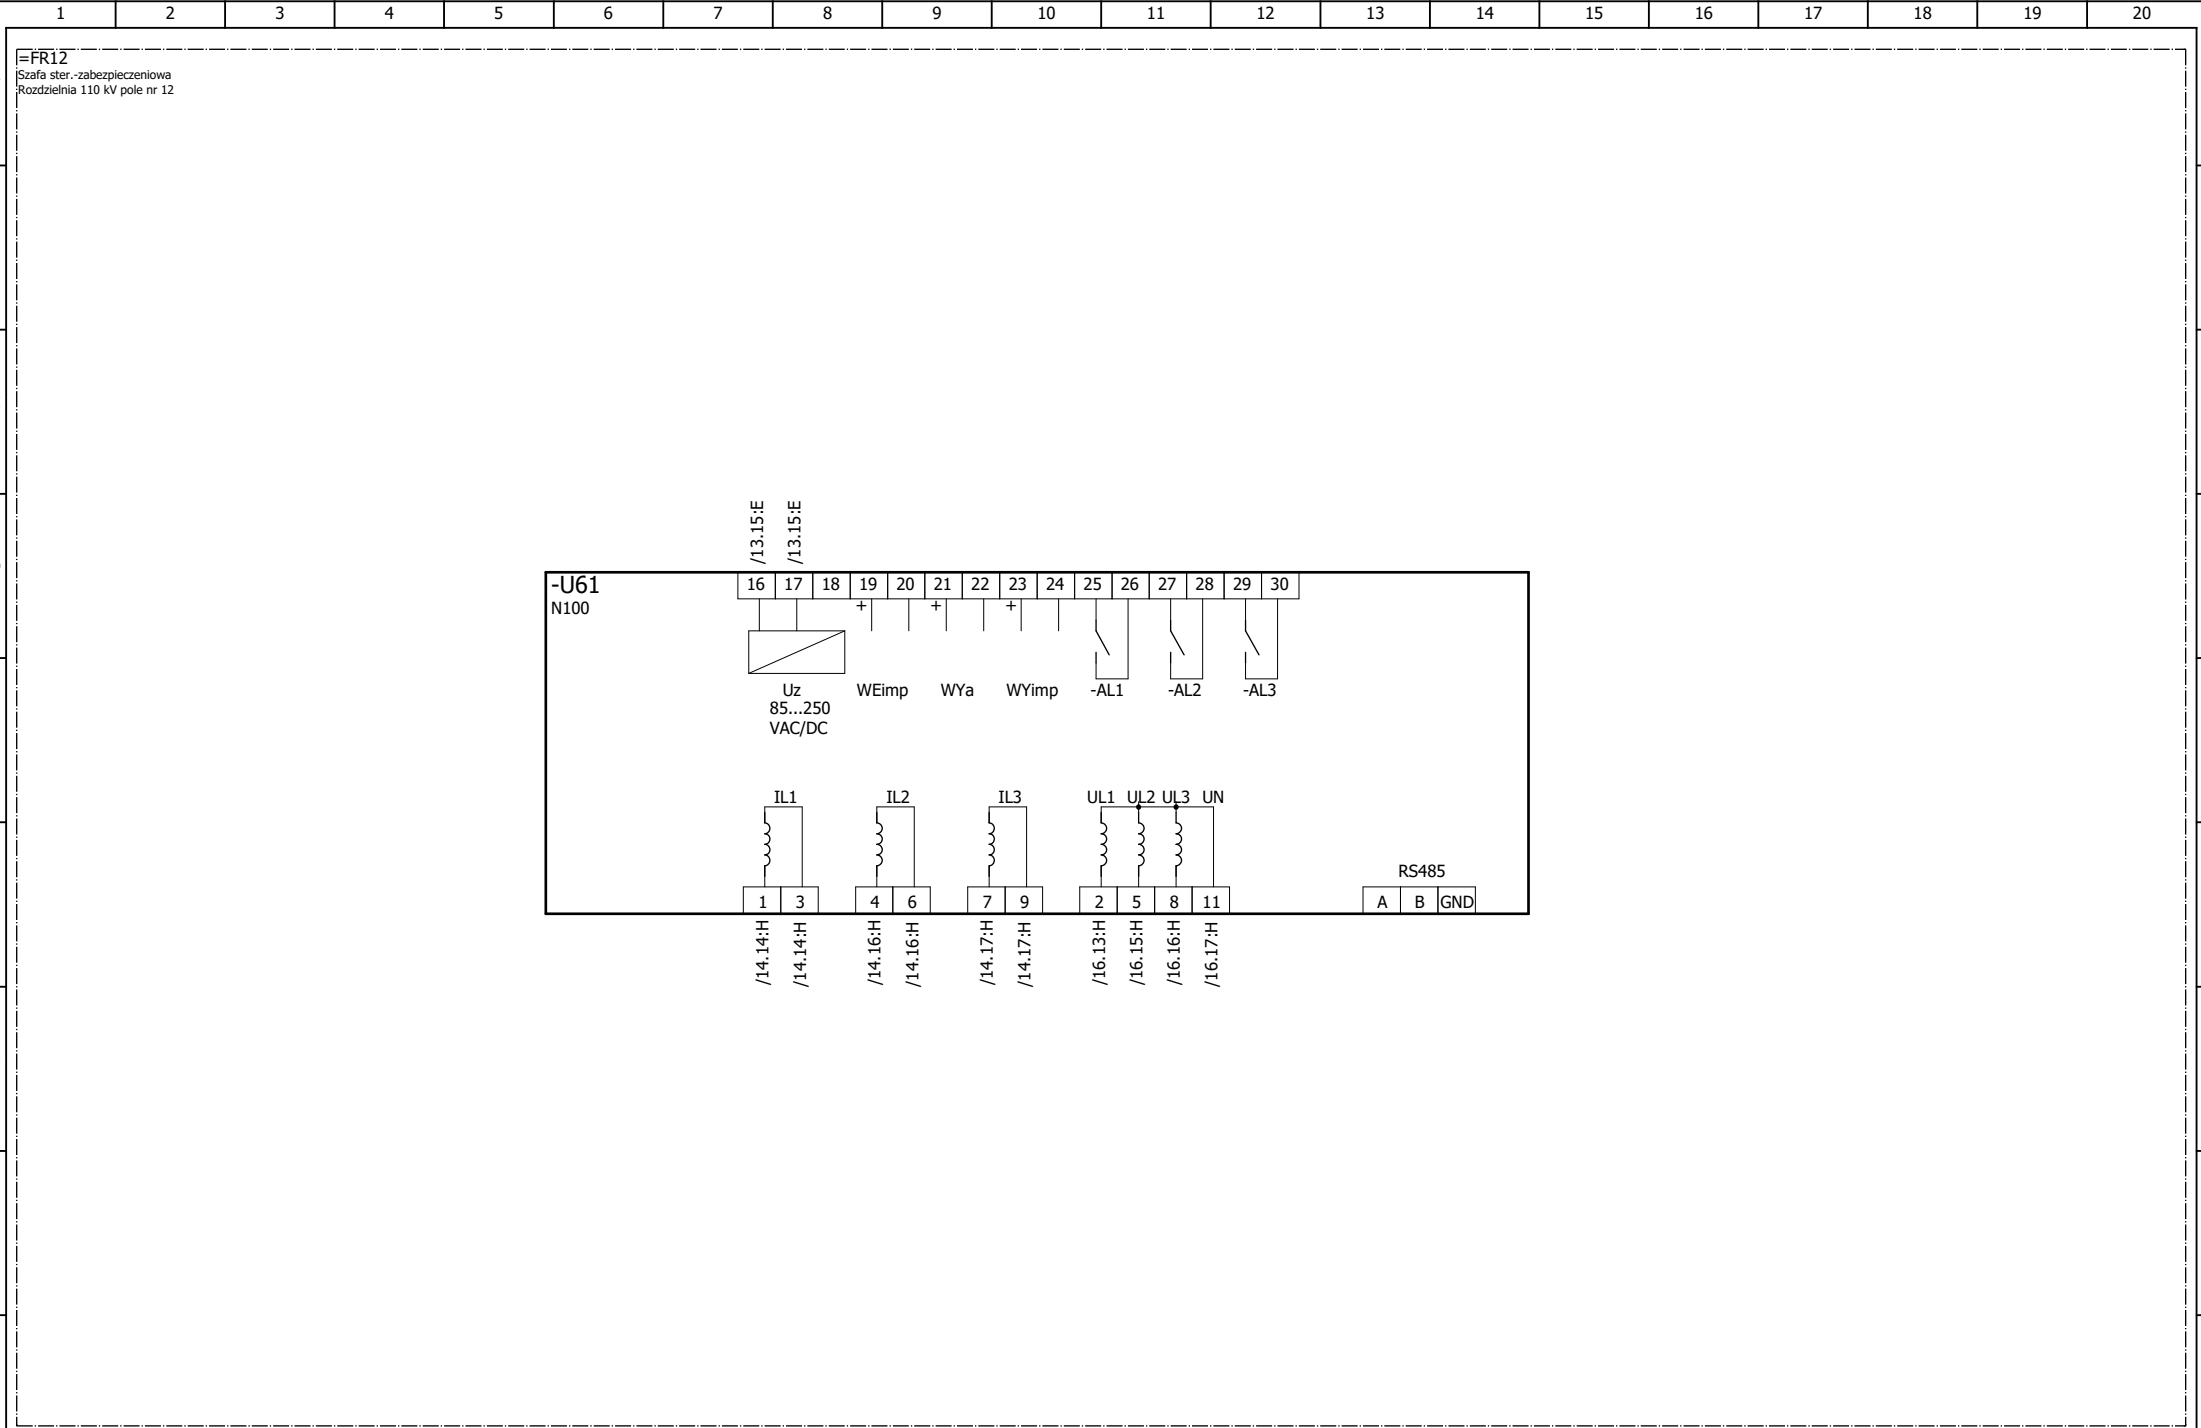 1 2 3 4 5 6 7 8 9 10 11 12 13 14 15 16 17 18 19 20
=FR12
Szafa ster.-zabezpieczeniowa
Rozdzielnia 110 kV pole nr 12
/13.15:E /13.15:E
-U61
N100
16 17 18 19 20 21 22 23 24 25 26 27 28 29 30
+ + +
Uz WEimp WYa WYimp -AL1 -AL2 -AL3
85...250
VAC/DC
IL1 IL2 IL3 UL1 UL2 UL3 UN
RS485
1 3 4 6 7 9 2 5 8 11 A B GND
/14.14:H /14.14:H /14.16:H /14.16:H /14.17:H /14.17:H /16.13:H /16.15:H /16.16:H /16.17:H